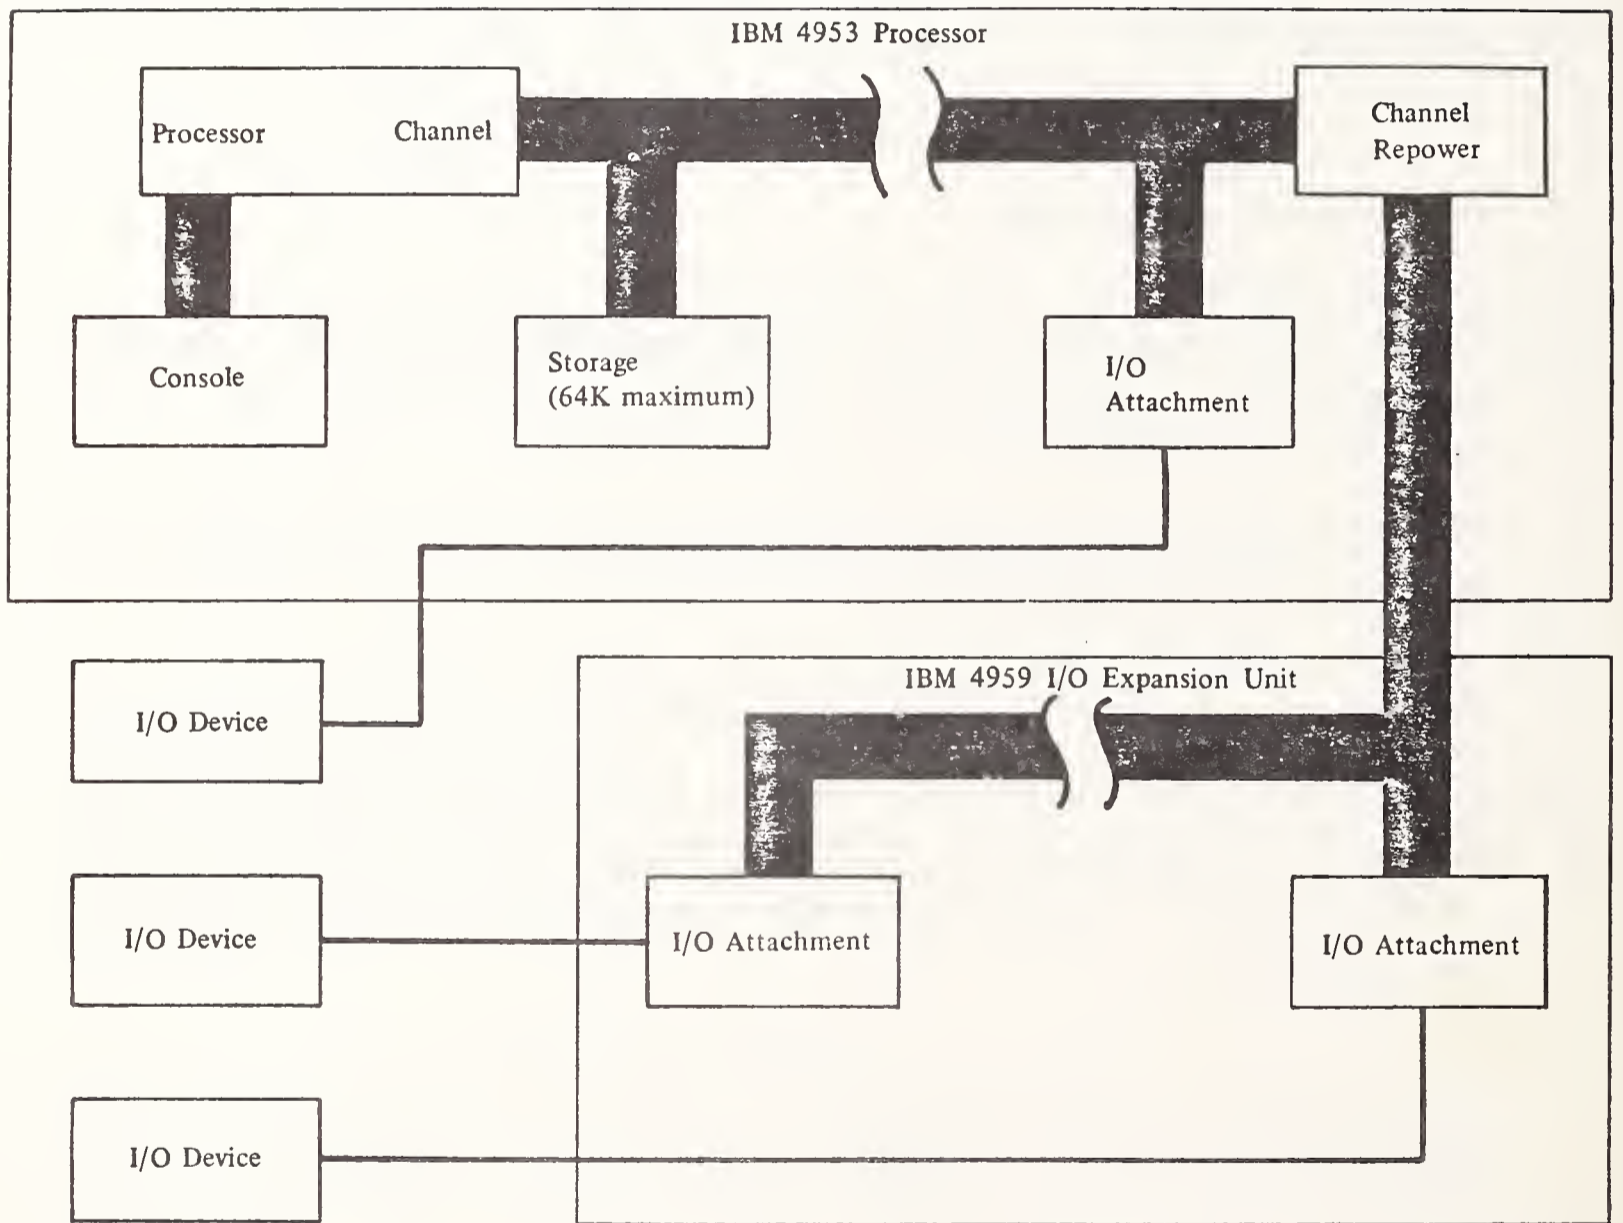 IBM 4953 Processor
Processor Channel
Channel
Repower
Console
Storage
(64K maximum)
I/O
Attachment
IBM 4959 I/O Expansion Unit
I/O Device
I/O Device
I/O Attachment
I/O Attachment
I/O Device